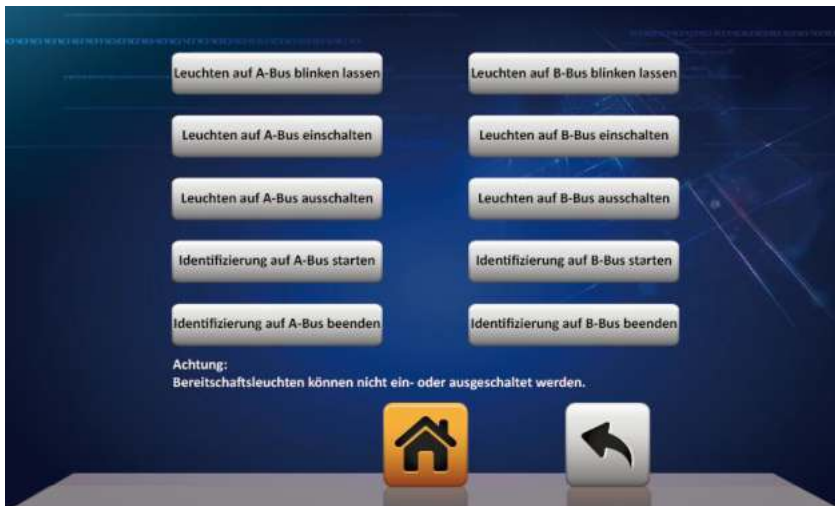 Leuchten auf A-Bus blinken lassen
Leuchten auf B-Bus blinken lassen
Leuchten auf A-Bus einschalten
Leuchten auf B-Bus einschalten
Leuchten auf A-Bus ausschalten
Leuchten auf B-Bus ausschalten
Identifizierung auf A-Bus starten
Identifizierung auf B-Bus starten
Identifizierung auf A-Bus beenden
Identifizierung auf B-Bus beenden
Achtung:
Bereitschaftsleuchten können nicht ein- oder ausgeschaltet werden.